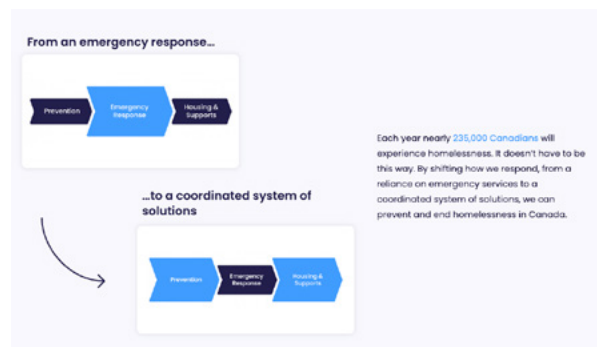 From an emergency response...
Prevention
Emergency
Response
Housing &
Supports
Each year nearly 235,000 Canadians will
experience homelessness. It doesn't have to be
this way. By shifting how we respond, from a
reliance on emergency services to a
coordinated system of solutions, we can
prevent and end homelessness in Canada.
...to a coordinated system of
solutions
Prevention
Emergency
Response
Housing &
Supports